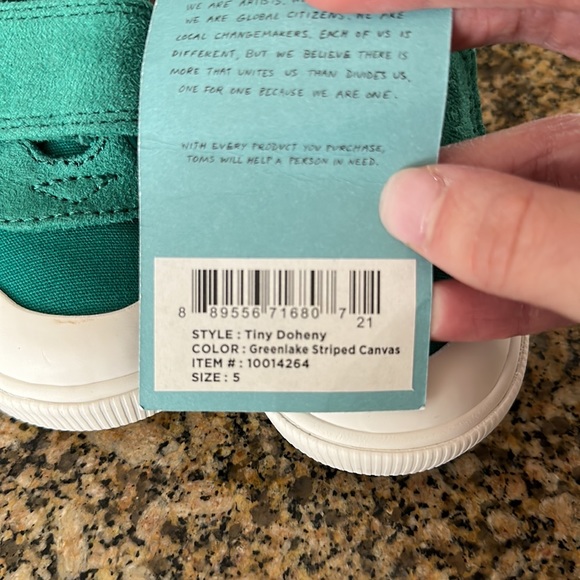 WE ARE ARTISTS. W
WE ARE GLOBAL CITIZENS. WE ARE
LOCAL CHANGEMAKERS. EACH OF US IS
DIFFERENT, BUT WE BELIEVE THERE IS
MORE THAT UNITES US THAN DIVIDES US,
ONE FOR ONE BECAUSE WE ARE ONE.
WITH EVERY PRODUCT YOU PURCHASE,
TOMS WILL HELP A PERSON IN NEED.
8 89556 71680 7
21
STYLE : Tiny Doheny
COLOR : Greenlake Striped Canvas
ITEM # : 10014264
SIZE : 5